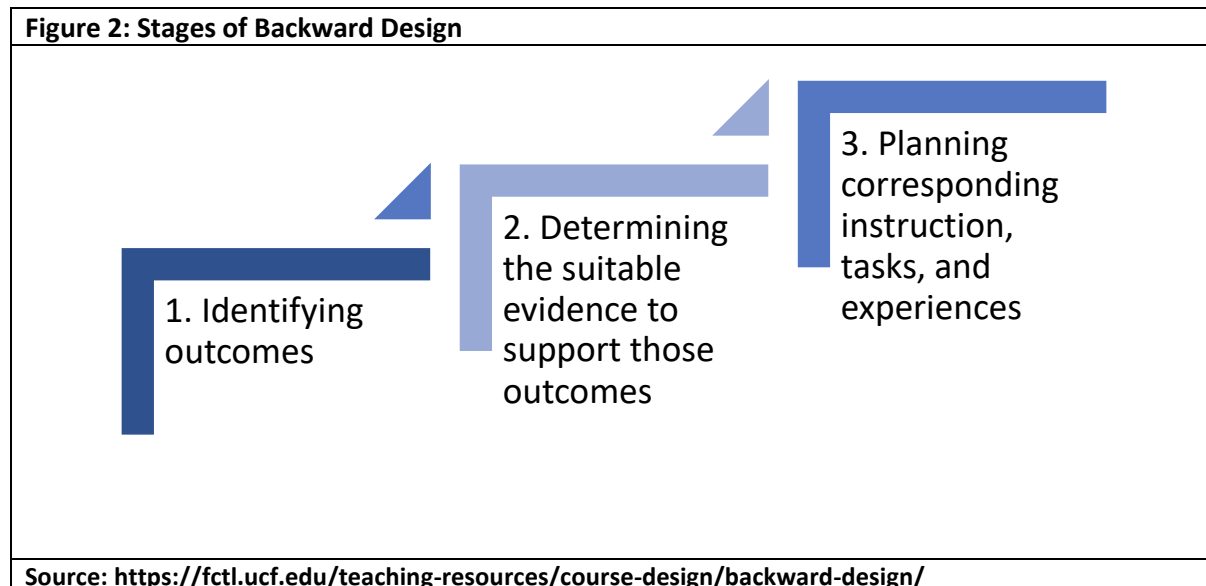 Figure 2: Stages of Backward Design
1. Identifying
outcomes
2. Determining
the suitable
evidence to
support those
outcomes
3. Planning
corresponding
instruction,
tasks, and
experiences
Source: https://fctl.ucf.edu/teaching-resources/course-design/backward-design/